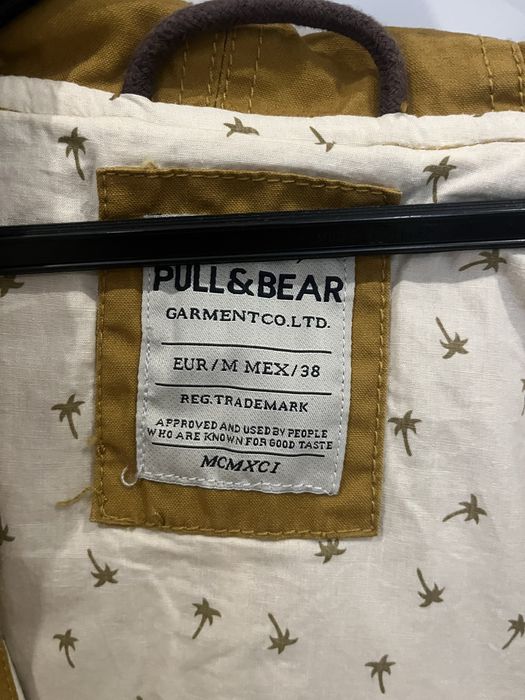 PULL&BEAR
GARMENTCO.LTD.
EUR/M MEX/38
REG.TRADEMARK
APPROVED AND USED BY PEOPLE
WHO ARE KNOWN FOR GOOD TASTE
MCMXCI